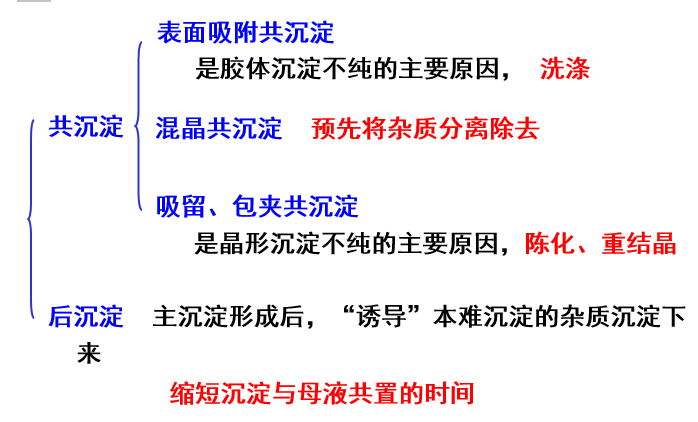 表面吸附共沉淀
是胶体沉淀不纯的主要原因， 洗涤
共沉淀
混晶共沉淀 预先将杂质分离除去
吸留、包夹共沉淀
是晶形沉淀不纯的主要原因，陈化、重结晶
后沉淀 主沉淀形成后，“诱导”本难沉淀的杂质沉淀下
来
缩短沉淀与母液共置的时间